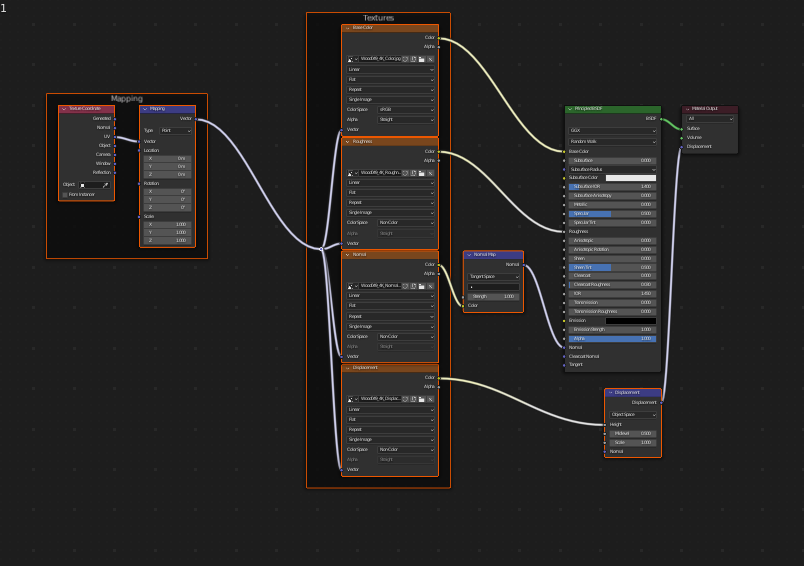 1
Textures
Base Color
Color
Alpha
Linear
Flat
Repeat
Single Image
Color Space sRGB
Alpha Straight
Vector
Mapping
Texture Coordinate
Generated
Normal
UV
Object
Camera
Window
Reflection
Object:
From Instancer
Mapping
Vector
Type: Point
Vector
Location:
X 0 m
Y 0 m
Z 0 m
Rotation:
X 0°
Y 0°
Z 0°
Scale:
X 1.000
Y 1.000
Z 1.000
Roughness
Color
Alpha
Linear
Flat
Repeat
Single Image
Color Space Non-Color
Alpha Straight
Vector
Normal
Color
Alpha
Linear
Flat
Repeat
Single Image
Color Space Non-Color
Alpha Straight
Vector
Displacement
Color
Alpha
Linear
Flat
Repeat
Single Image
Color Space Non-Color
Alpha Straight
Vector
Normal Map
Normal
Tangent Space
Strength 1.000
Color
Principled BSDF
BSDF
GGX
Random Walk
Base Color
Subsurface 0.000
Subsurface Radius
Subsurface Color
Subsurface IOR 1.400
Subsurface Anisotropy 0.000
Metallic 0.000
Specular 0.500
Specular Tint 0.000
Roughness
Anisotropic 0.000
Anisotropic Rotation 0.000
Sheen 0.000
Sheen Tint 0.500
Clearcoat 0.000
Clearcoat Roughness 0.030
IOR 1.450
Transmission 0.000
Transmission Roughness 0.000
Emission
Emission Strength 1.000
Alpha 1.000
Normal
Clearcoat Normal
Tangent
Material Output
All
Surface
Volume
Displacement
Displacement
Displacement
Object Space
Height
Midlevel 0.500
Scale 1.000
Normal